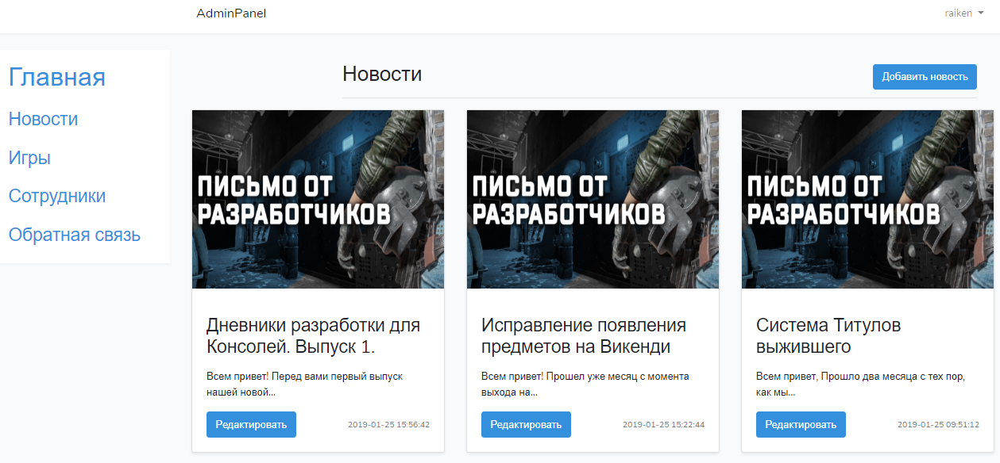 AdminPanel
raiken
Главная
Новости
Игры
Сотрудники
Обратная связь
Новости
Добавить новость
ПИСЬМО ОТ
РАЗРАБОТЧИКОВ
Дневники разработки для
Консолей. Выпуск 1.
Всем привет! Перед вами первый выпуск
нашей новой...
Редактировать
2019-01-25 15:56:42
ПИСЬМО ОТ
РАЗРАБОТЧИКОВ
Исправление появления
предметов на Викенди
Всем привет! Прошел уже месяц с момента
выхода на...
Редактировать
2019-01-25 15:22:44
ПИСЬМО ОТ
РАЗРАБОТЧИКОВ
Система Титулов
выжившего
Всем привет, Прошло два месяца с тех пор,
как мы...
Редактировать
2019-01-25 09:51:12